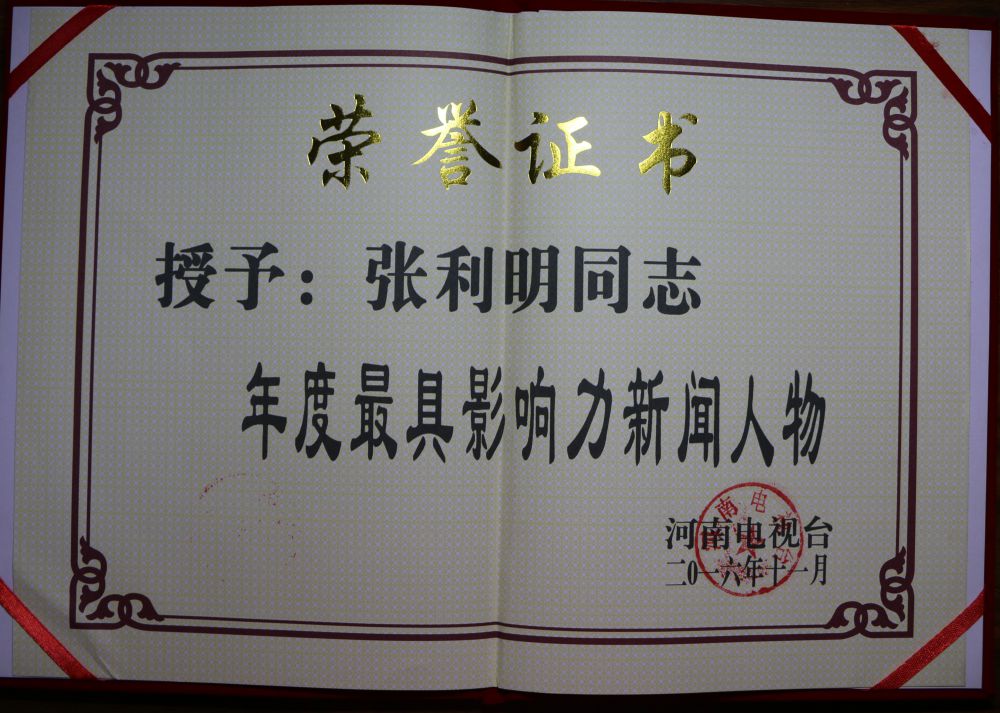 荣誉证书
授予：张利明同志
年度最具影响力新闻人物
河南电视台
二〇一六年十一月